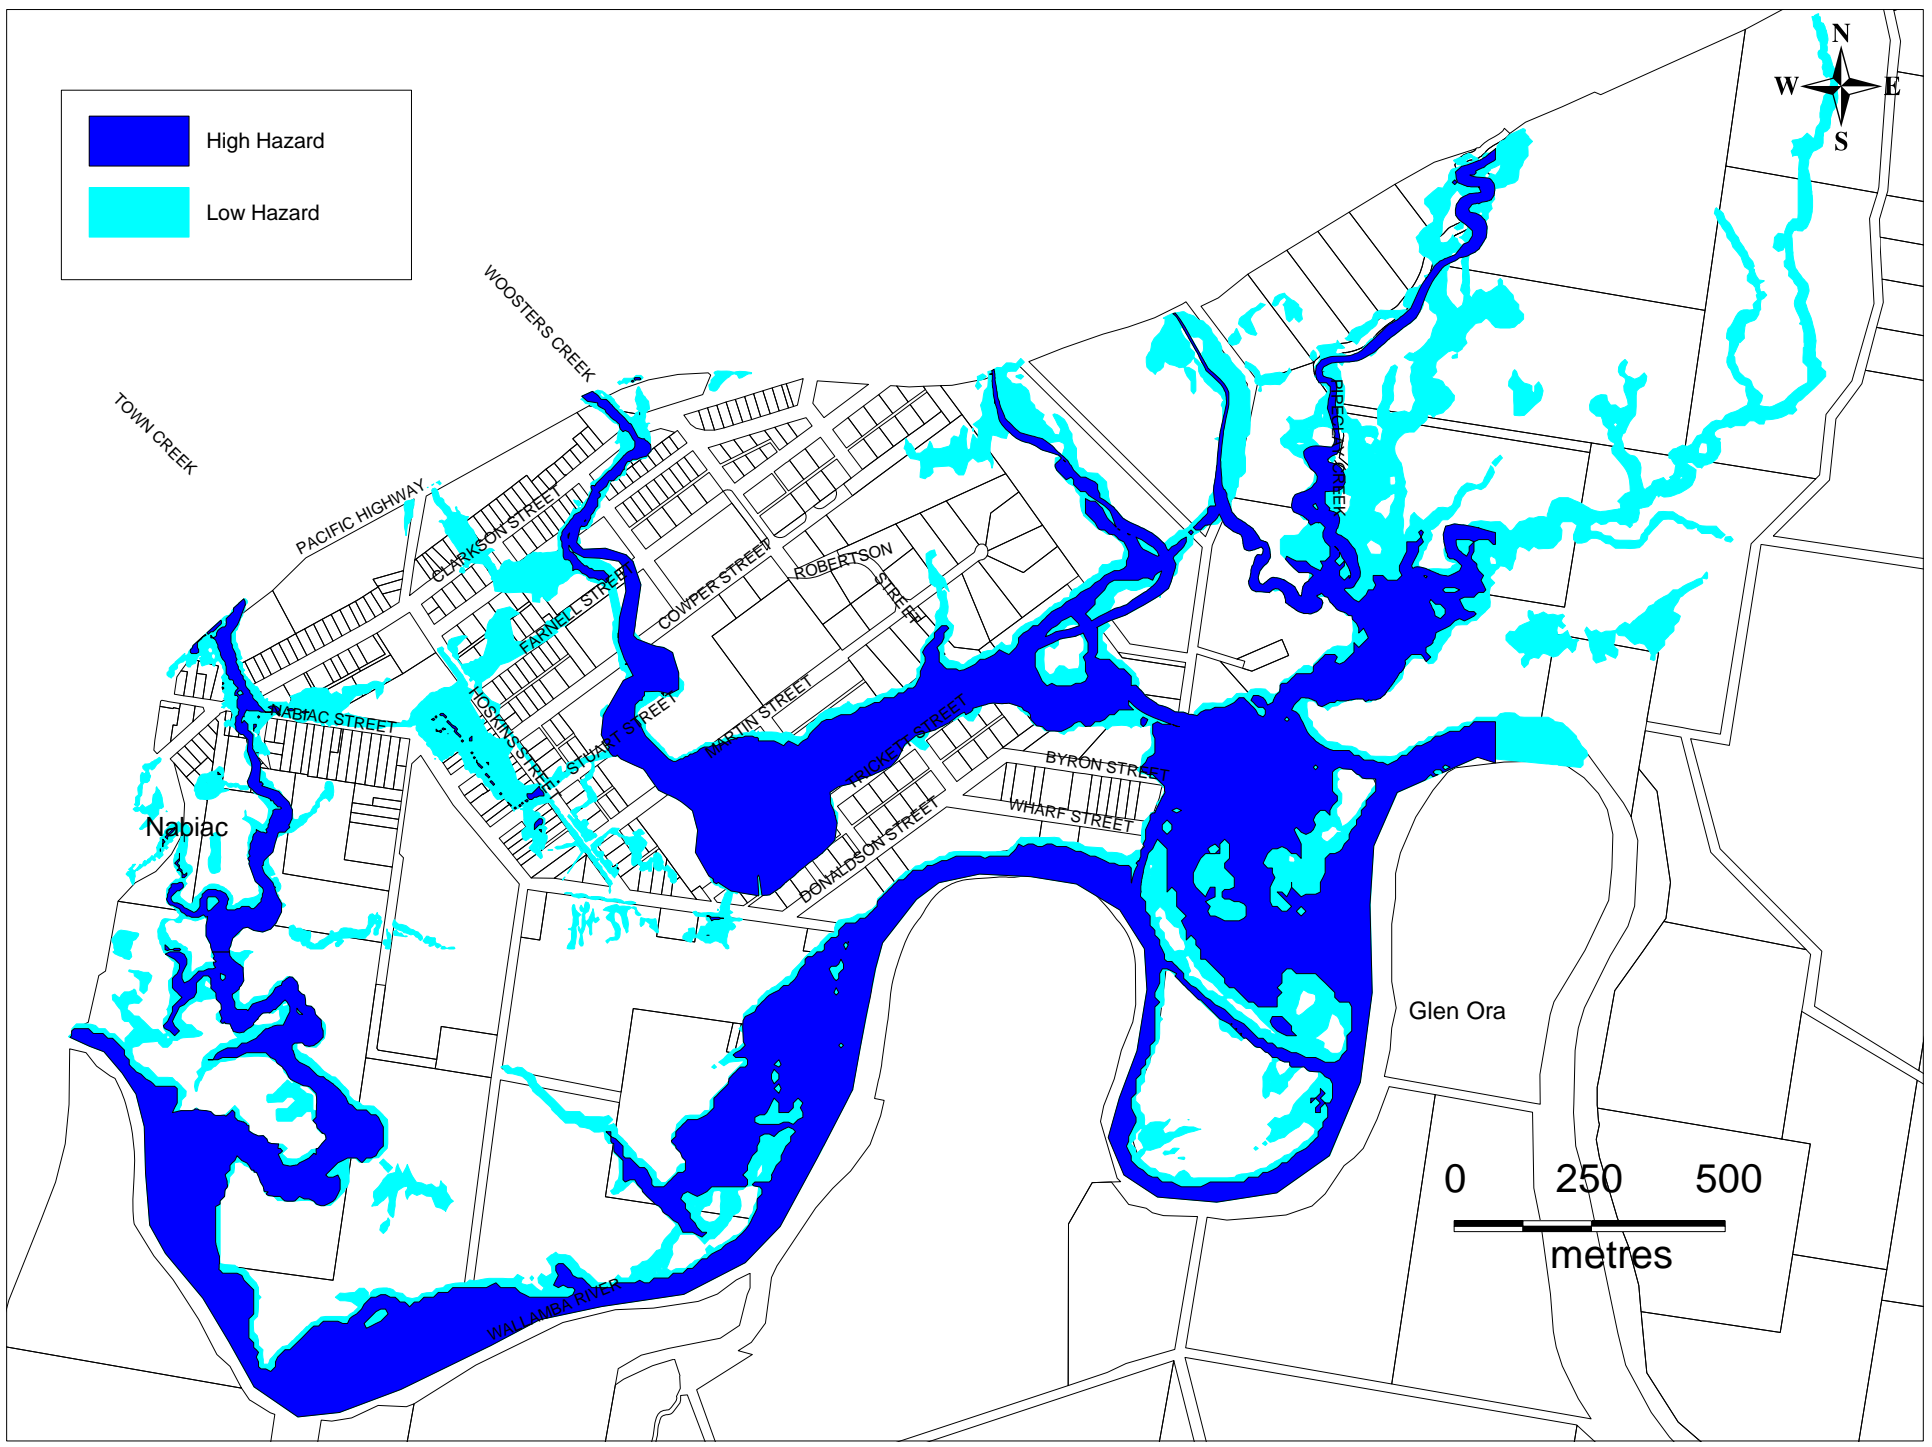 N
W E
S
High Hazard
Low Hazard
WOOSTERS CREEK
TOWN CREEK
PACIFIC HIGHWAY
CLARKSON STREET
PIPECLAY CREEK
FARNELL STREET
COWPER STREET
ROBERTSON
STREET
HOSKINS STREET
NABIAC STREET
STUART STREET
MARTIN STREET
TRICKETT STREET
BYRON STREET
WHARF STREET
DONALDSON STREET
Nabiac
Glen Ora
0 250 500
metres
WALLAMBA RIVER